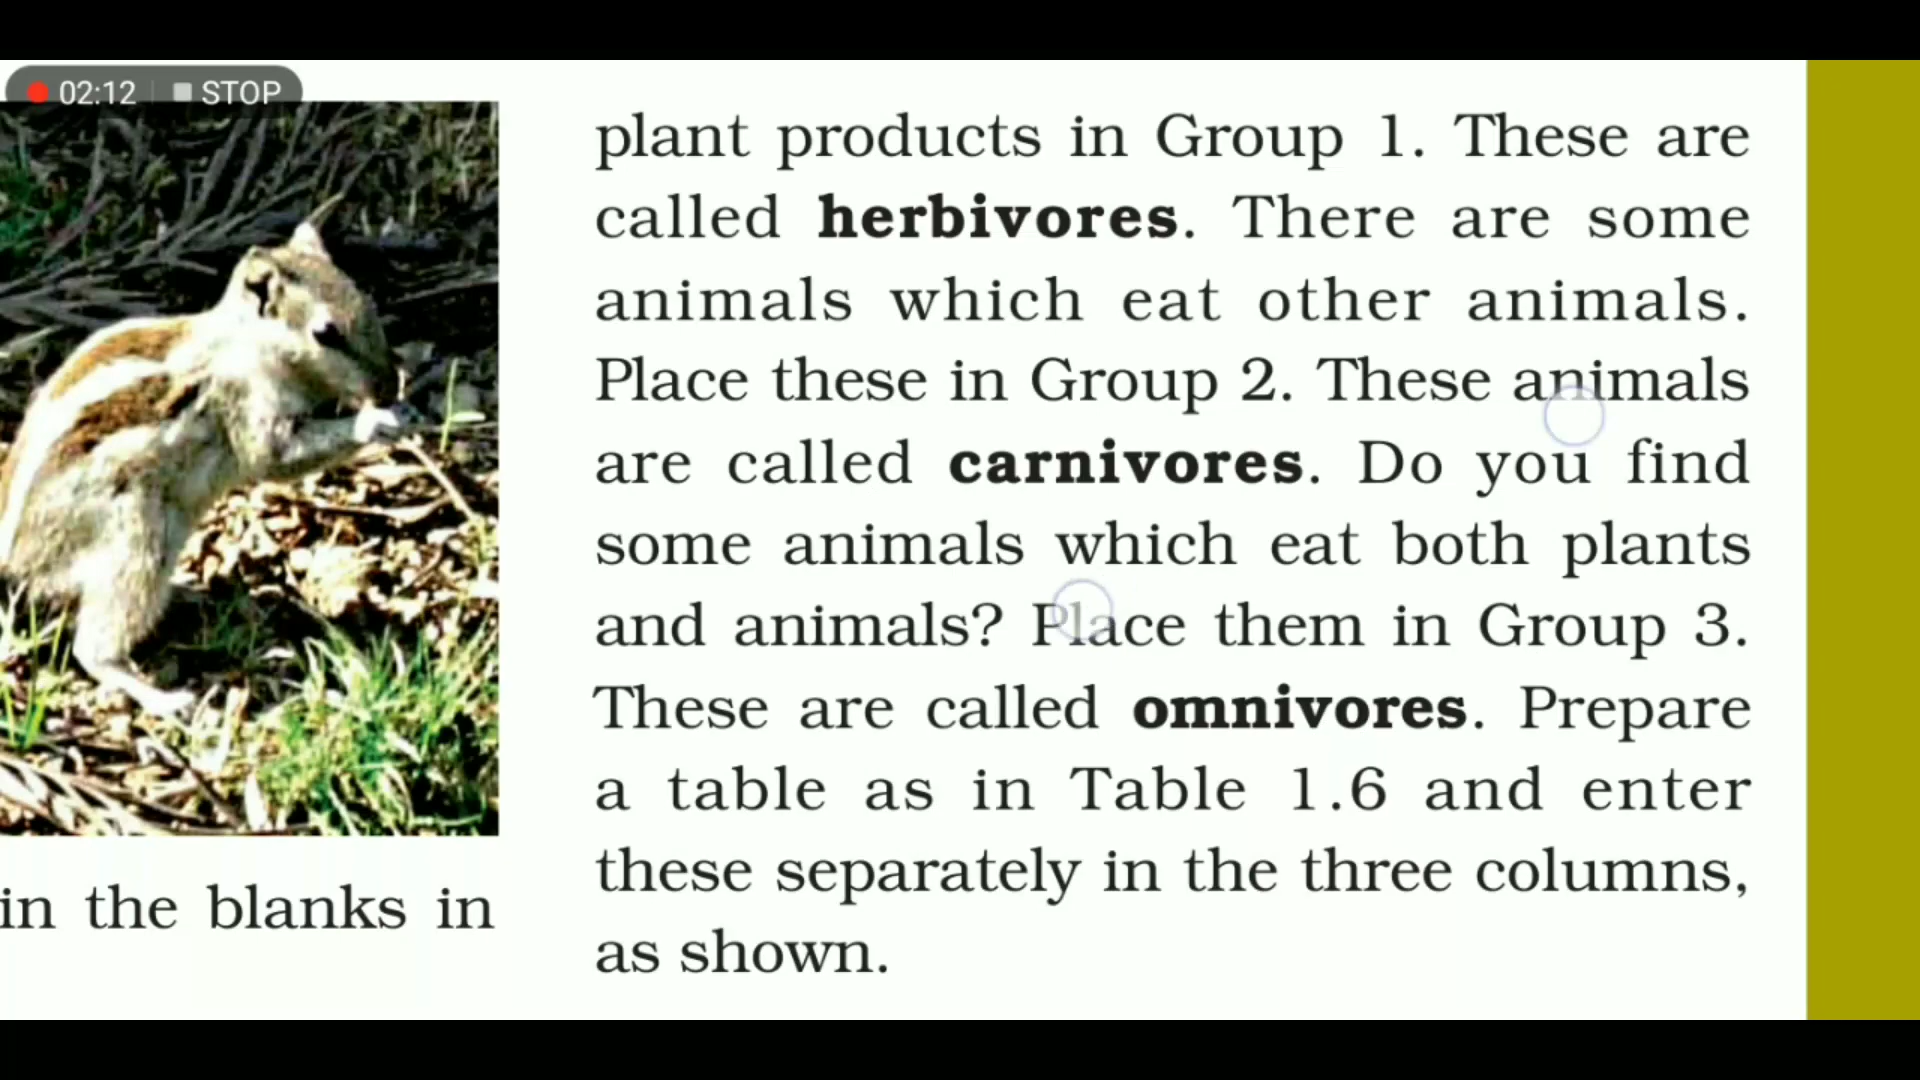 02:12 STOP
plant products in Group 1. These are
called herbivores. There are some
animals which eat other animals.
Place these in Group 2. These animals
are called carnivores. Do you find
some animals which eat both plants
and animals? Place them in Group 3.
These are called omnivores. Prepare
a table as in Table 1.6 and enter
these separately in the three columns,
as shown.
in the blanks in